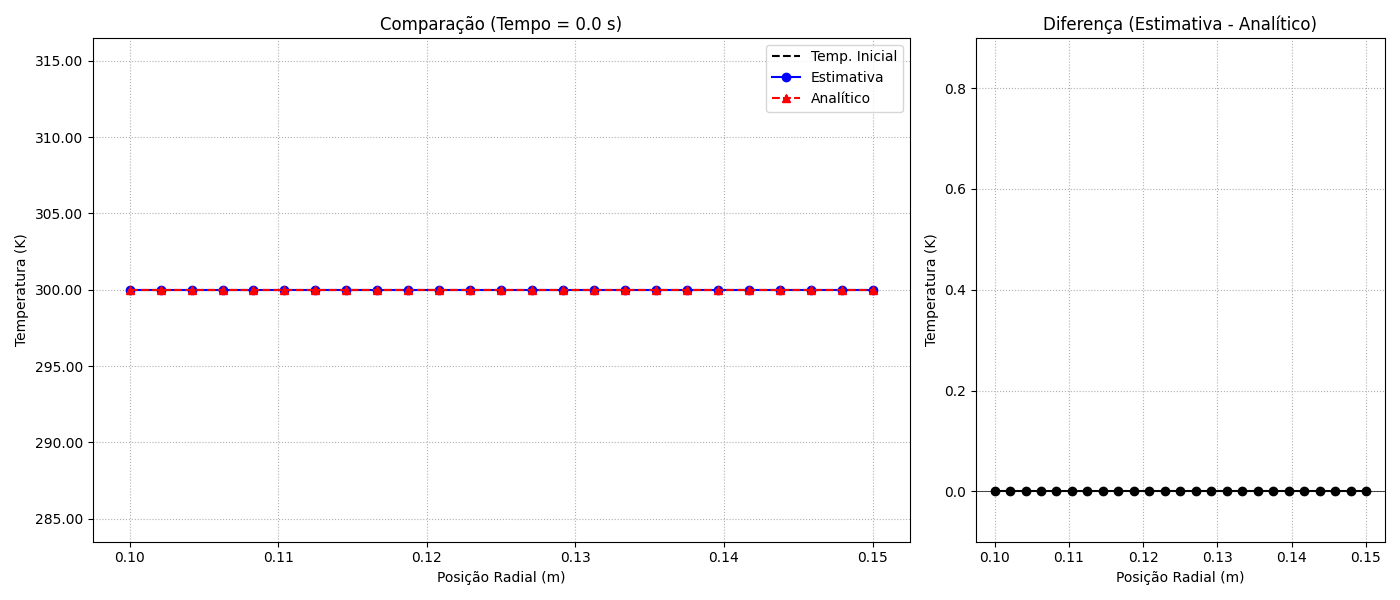 Comparação (Tempo = 0.0 s)
Temp. Inicial
Estimativa
Analítico
Temperatura (K)
315.00
310.00
305.00
300.00
295.00
290.00
285.00
0.10 0.11 0.12 0.13 0.14 0.15
Posição Radial (m)
Diferença (Estimativa - Analítico)
Temperatura (K)
0.8
0.6
0.4
0.2
0.0
0.10 0.11 0.12 0.13 0.14 0.15
Posição Radial (m)